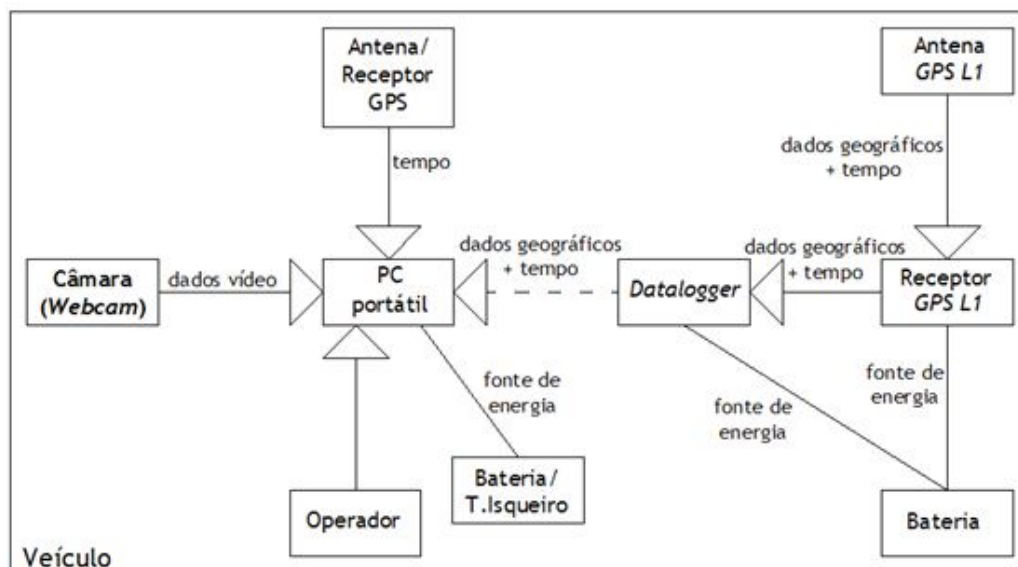 Antena/
Receptor
GPS
Antena
GPS L1
tempo
dados geográficos
+ tempo
Câmara
(Webcam)
dados vídeo
PC
portátil
dados geográficos
+ tempo
Datalogger
dados geográficos
+ tempo
Receptor
GPS L1
fonte de
energia
fonte de
energia
fonte de
energia
Operador
Bateria/
T.Isqueiro
Bateria
Veículo